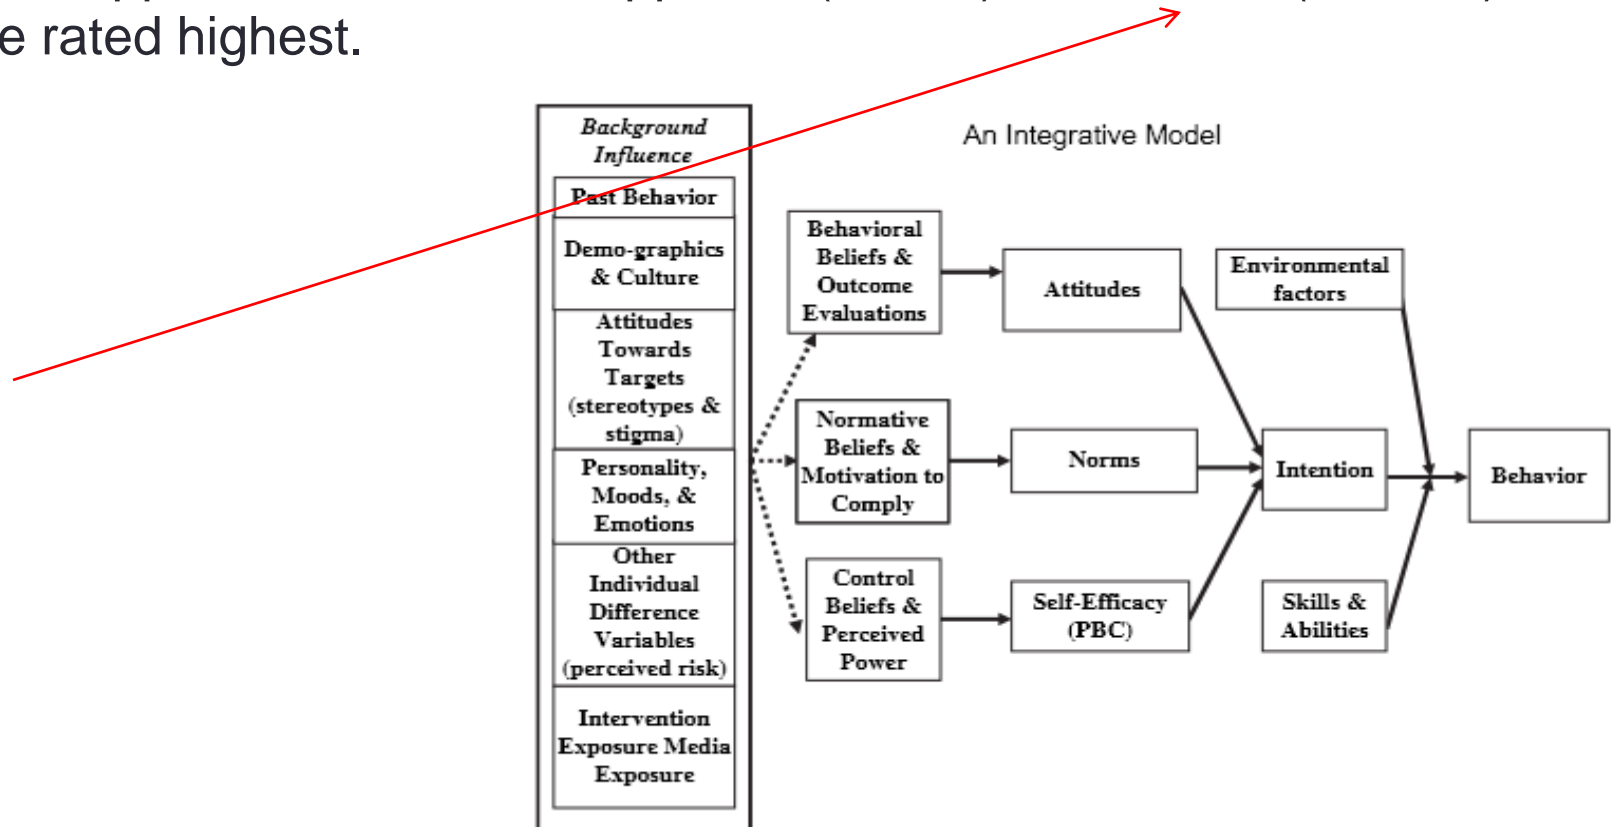 e rated highest.
An Integrative Model
Background
Influence
Past Behavior
Demo-graphics
& Culture
Attitudes
Towards
Targets
(stereotypes &
stigma)
Personality,
Moods, &
Emotions
Other
Individual
Difference
Variables
(perceived risk)
Intervention
Exposure Media
Exposure
Behavioral
Beliefs &
Outcome
Evaluations
Normative
Beliefs &
Motivation to
Comply
Control
Beliefs &
Perceived
Power
Attitudes
Norms
Self-Efficacy
(PBC)
Environmental
factors
Intention
Skills &
Abilities
Behavior